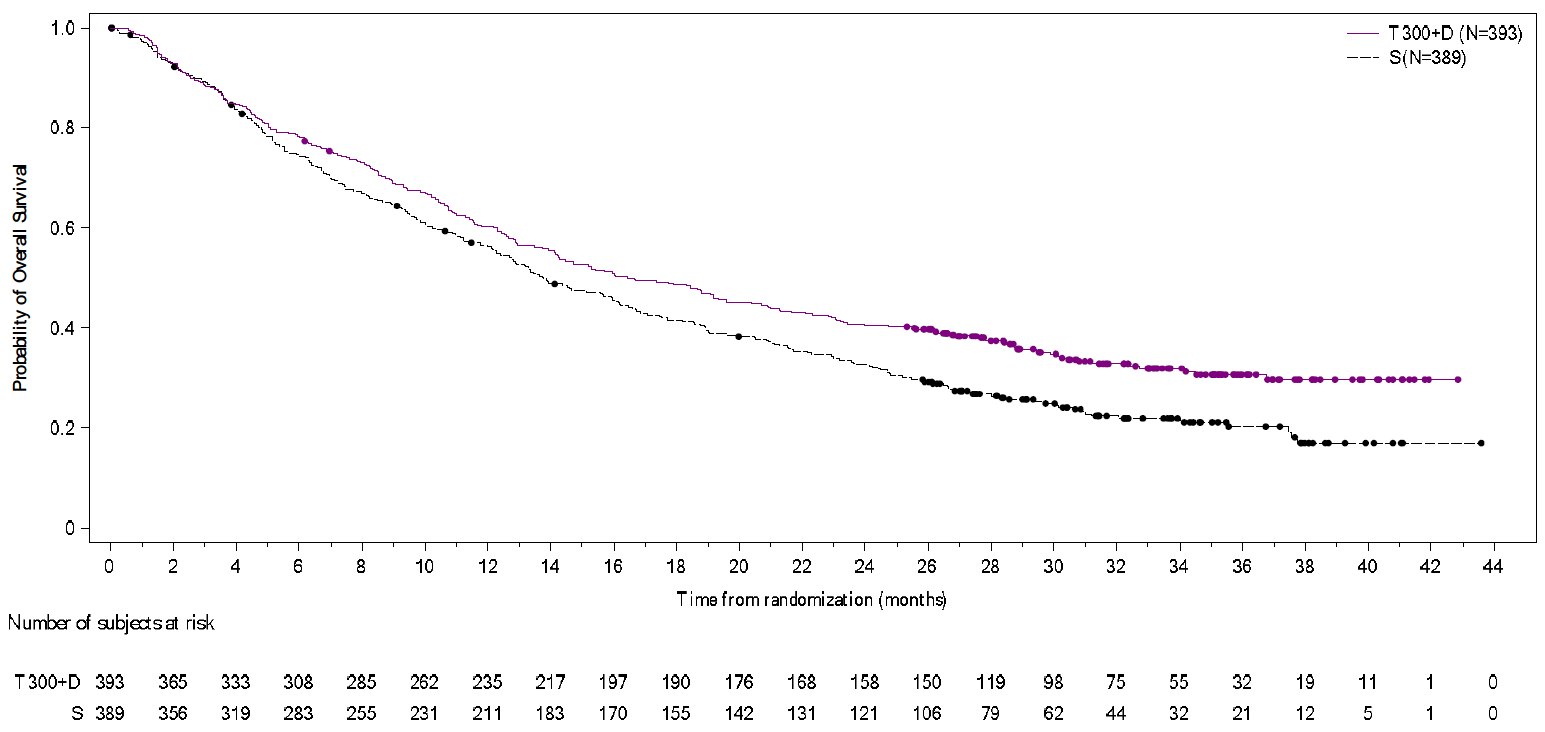 T300+D (N=393)
S(N=389)
1.0
0.8
0.6
0.4
0.2
0
Probability of Overall Survival
0 2 4 6 8 10 12 14 16 18 20 22 24 26 28 30 32 34 36 38 40 42 44
Time from randomization (months)
Number of subjects at risk
T300+D 393 365 333 308 285 262 235 217 197 190 176 168 158 150 119 98 75 55 32 19 11 1 0
S 389 356 319 283 255 231 211 183 170 155 142 131 121 106 79 62 44 32 21 12 5 1 0